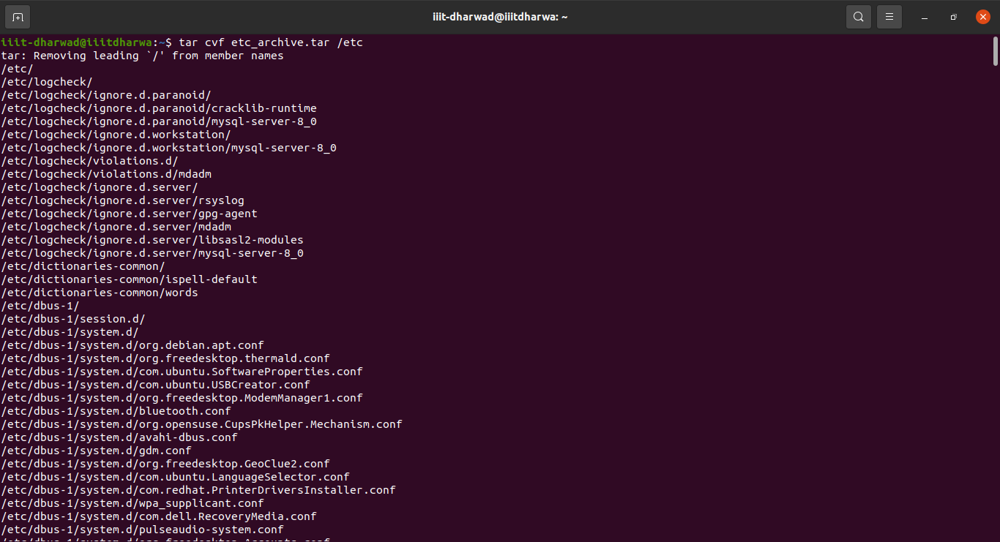 iiit-dharwad@iiitdharwa: ~
iiit-dharwad@iiitdharwa:~$ tar cvf etc_archive.tar /etc
tar: Removing leading `/' from member names
/etc/
/etc/logcheck/
/etc/logcheck/ignore.d.paranoid/
/etc/logcheck/ignore.d.paranoid/cracklib-runtime
/etc/logcheck/ignore.d.paranoid/mysql-server-8_0
/etc/logcheck/ignore.d.workstation/
/etc/logcheck/ignore.d.workstation/mysql-server-8_0
/etc/logcheck/violations.d/
/etc/logcheck/violations.d/mdadm
/etc/logcheck/ignore.d.server/
/etc/logcheck/ignore.d.server/rsyslog
/etc/logcheck/ignore.d.server/gpg-agent
/etc/logcheck/ignore.d.server/mdadm
/etc/logcheck/ignore.d.server/libsasl2-modules
/etc/logcheck/ignore.d.server/mysql-server-8_0
/etc/dictionaries-common/
/etc/dictionaries-common/ispell-default
/etc/dictionaries-common/words
/etc/dbus-1/
/etc/dbus-1/session.d/
/etc/dbus-1/system.d/
/etc/dbus-1/system.d/org.debian.apt.conf
/etc/dbus-1/system.d/org.freedesktop.thermald.conf
/etc/dbus-1/system.d/com.ubuntu.SoftwareProperties.conf
/etc/dbus-1/system.d/com.ubuntu.USBCreator.conf
/etc/dbus-1/system.d/org.freedesktop.ModemManager1.conf
/etc/dbus-1/system.d/bluetooth.conf
/etc/dbus-1/system.d/org.opensuse.CupsPkHelper.Mechanism.conf
/etc/dbus-1/system.d/avahi-dbus.conf
/etc/dbus-1/system.d/gdm.conf
/etc/dbus-1/system.d/org.freedesktop.GeoClue2.conf
/etc/dbus-1/system.d/com.ubuntu.LanguageSelector.conf
/etc/dbus-1/system.d/com.redhat.PrinterDriversInstaller.conf
/etc/dbus-1/system.d/wpa_supplicant.conf
/etc/dbus-1/system.d/com.dell.RecoveryMedia.conf
/etc/dbus-1/system.d/pulseaudio-system.conf
/etc/dbus-1/system.d/org.freedesktop.Accounts.conf